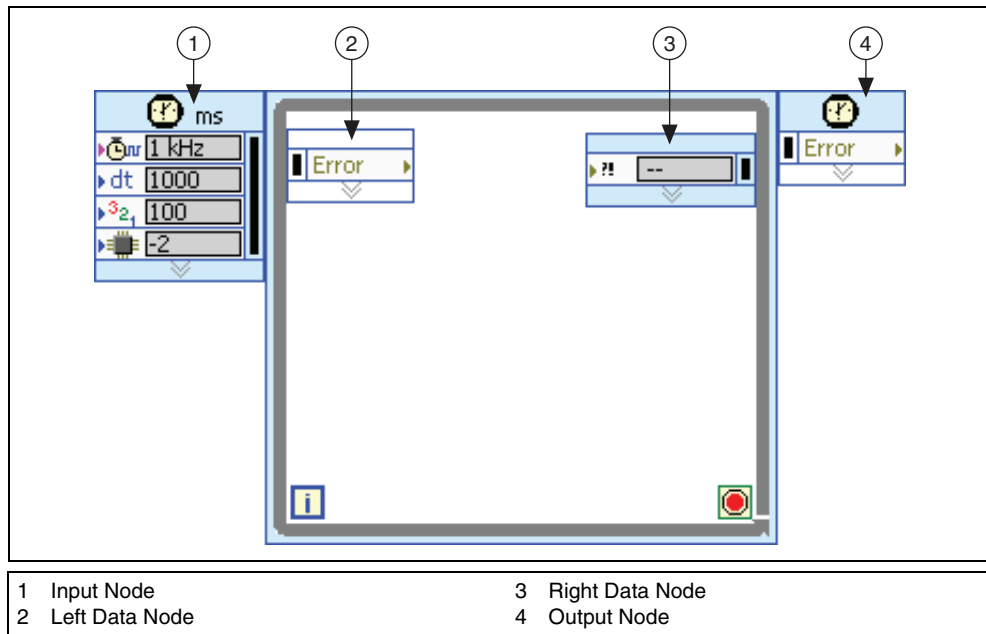 1
2
3
4
ms
1 kHz
dt 1000
321 100
-2
Error
?! --
Error
i
1 Input Node
2 Left Data Node
3 Right Data Node
4 Output Node